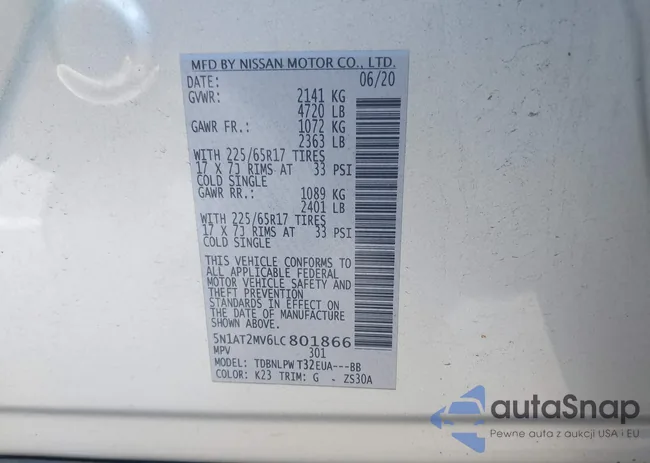 MFD BY NISSAN MOTOR CO., LTD.
DATE: 06/20
GVWR: 2141 KG
4720 LB
GAWR FR.: 1072 KG
2363 LB
WITH 225/65R17 TIRES
17 X 7J RIMS AT 33 PSI
COLD SINGLE
GAWR RR.: 1089 KG
2401 LB
WITH 225/65R17 TIRES
17 X 7J RIMS AT 33 PSI
COLD SINGLE
THIS VEHICLE CONFORMS TO
ALL APPLICABLE FEDERAL
MOTOR VEHICLE SAFETY AND
THEFT PREVENTION
STANDARDS IN EFFECT ON
THE DATE OF MANUFACTURE
SHOWN ABOVE.
5N1AT2MV6LC801866
MPV 301
MODEL: TDBNLPW T32EUA---BB
COLOR: K23 TRIM: G - ZS30A
autaSnap
Pewne auta z aukcji USA i EU